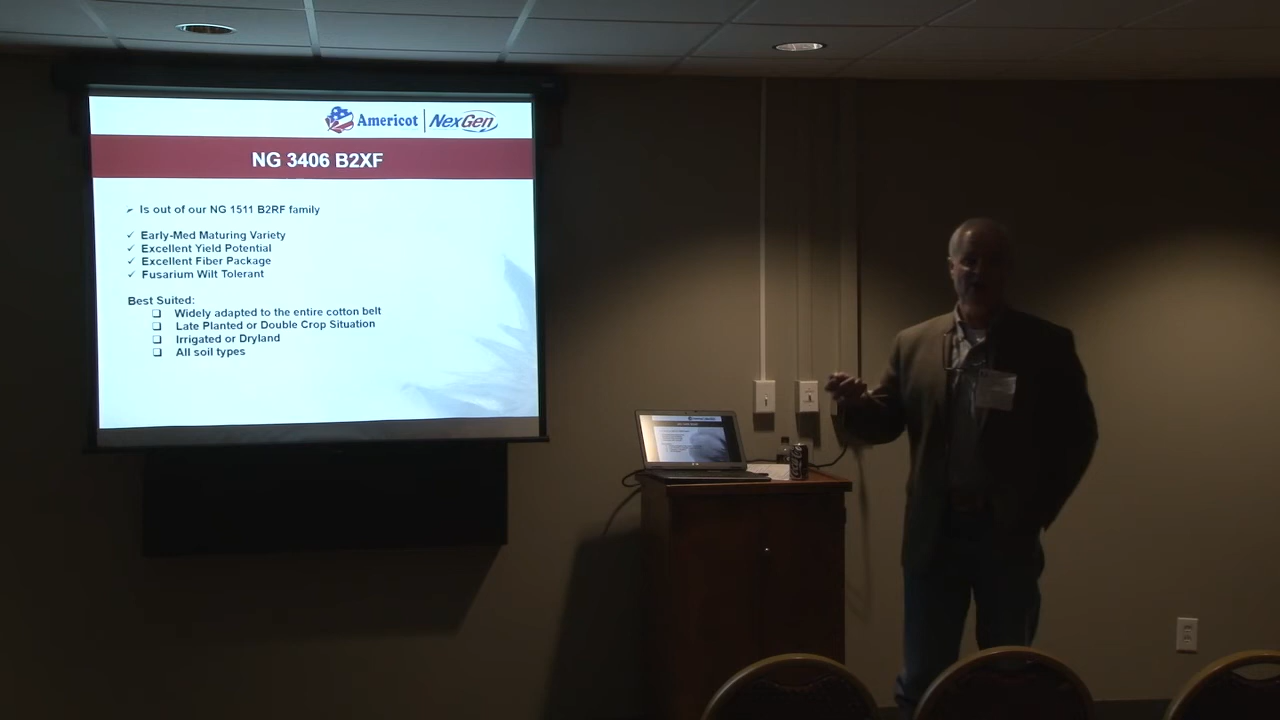 Americot NexGen
NG 3406 B2XF
Is out of our NG 1511 B2RF family
Early-Med Maturing Variety
Excellent Yield Potential
Excellent Fiber Package
Fusarium Wilt Tolerant
Best Suited:
Widely adapted to the entire cotton belt
Late Planted or Double Crop Situation
Irrigated or Dryland
All soil types